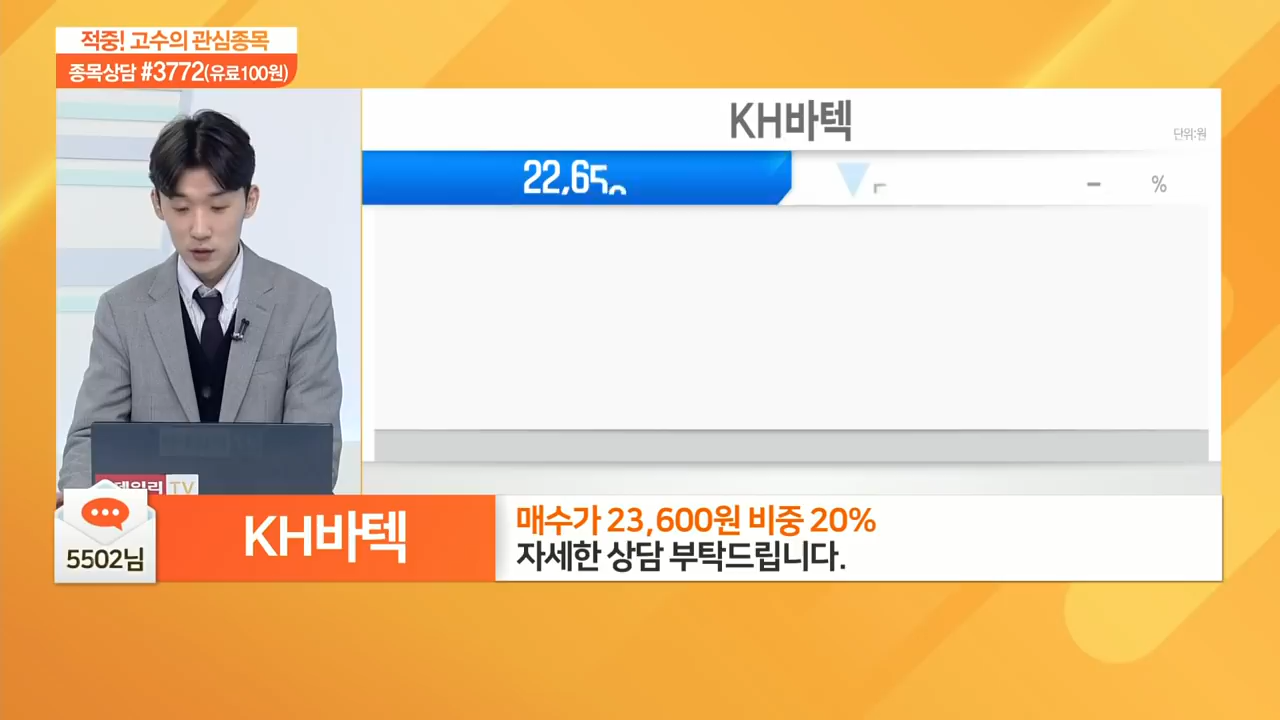 적중! 고수의 관심종목
종목상담 #3772(유료100원)
KH바텍
단위:원
- %
TV
5502님
KH바텍
매수가 23,600원 비중 20%
자세한 상담 부탁드립니다.